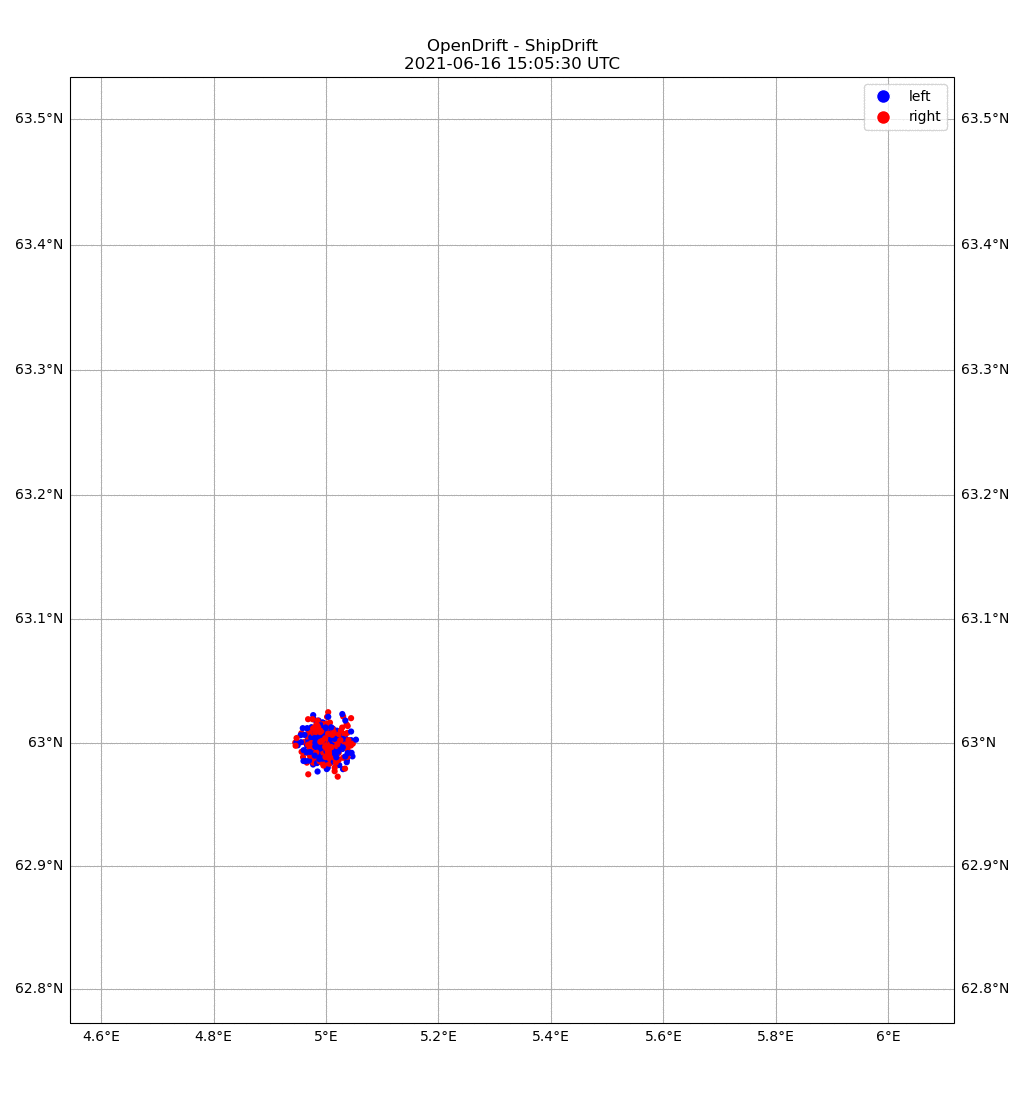 OpenDrift - ShipDrift
2021-06-16 15:05:30 UTC
left
right
63.5°N 63.5°N
63.4°N 63.4°N
63.3°N 63.3°N
63.2°N 63.2°N
63.1°N 63.1°N
63°N 63°N
62.9°N 62.9°N
62.8°N 62.8°N
4.6°E 4.8°E 5°E 5.2°E 5.4°E 5.6°E 5.8°E 6°E